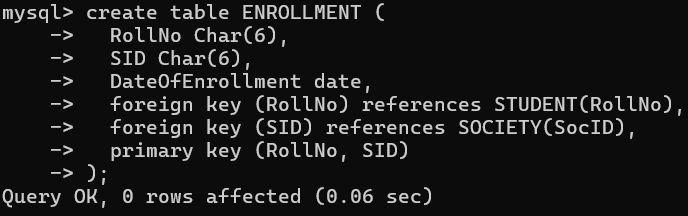 mysql> create table ENROLLMENT (
    ->   RollNo Char(6),
    ->   SID Char(6),
    ->   DateOfEnrollment date,
    ->   foreign key (RollNo) references STUDENT(RollNo),
    ->   foreign key (SID) references SOCIETY(SocID),
    ->   primary key (RollNo, SID)
    -> );
Query OK, 0 rows affected (0.06 sec)